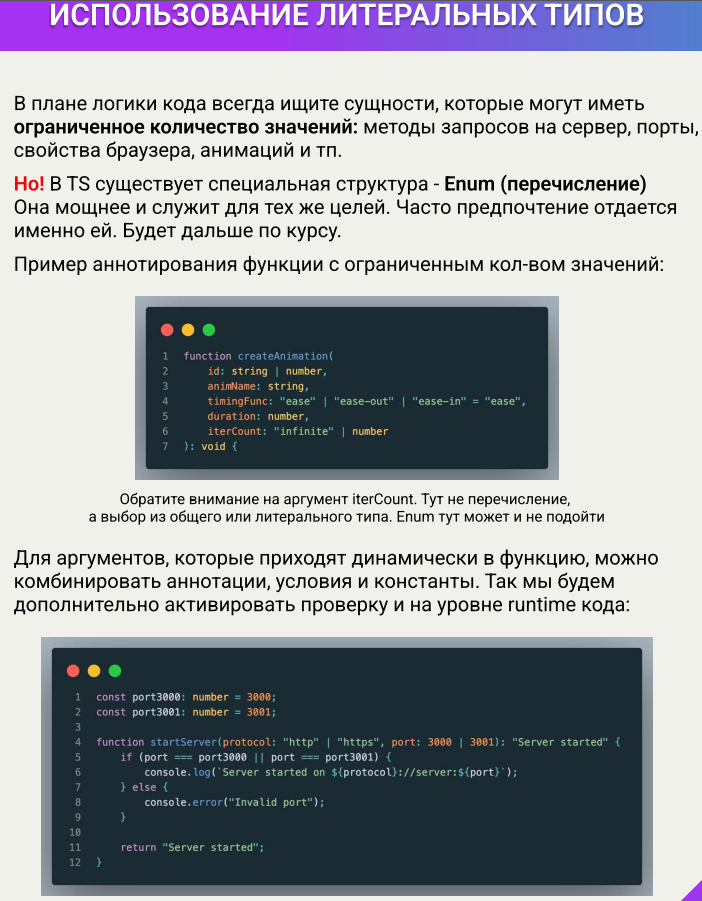 ИСПОЛЬЗОВАНИЕ ЛИТЕРАЛЬНЫХ ТИПОВ
В плане логики кода всегда ищите сущности, которые могут иметь
ограниченное количество значений: методы запросов на сервер, порты,
свойства браузера, анимаций и тп.
Но! В TS существует специальная структура - Enum (перечисление)
Она мощнее и служит для тех же целей. Часто предпочтение отдается
именно ей. Будет дальше по курсу.
Пример аннотирования функции с ограниченным кол-вом значений:
1 function createAnimation(
2 id: string | number,
3 animName: string,
4 timingFunc: "ease" | "ease-out" | "ease-in" = "ease",
5 duration: number,
6 iterCount: "infinite" | number
7 ): void {
Обратите внимание на аргумент iterCount. Тут не перечисление,
а выбор из общего или литерального типа. Enum тут может и не подойти
Для аргументов, которые приходят динамически в функцию, можно
комбинировать аннотации, условия и константы. Так мы будем
дополнительно активировать проверку и на уровне runtime кода:
1 const port3000: number = 3000;
2 const port3001: number = 3001;
3
4 function startServer(protocol: "http" | "https", port: 3000 | 3001): "Server started" {
5 if (port === port3000 || port === port3001) {
6 console.log(`Server started on ${protocol}://server:${port}`);
7 } else {
8 console.error("Invalid port");
9 }
10
11 return "Server started";
12 }